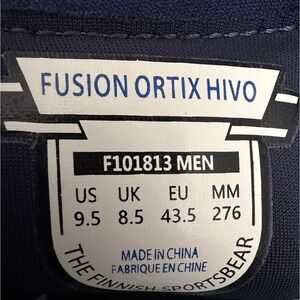 FUSION ORTIX HIVO
F101813 MEN
US UK EU MM
9.5 8.5 43.5 276
MADE IN CHINA
FABRIQUE EN CHINE
THE FINNISH SPORTSBEAR